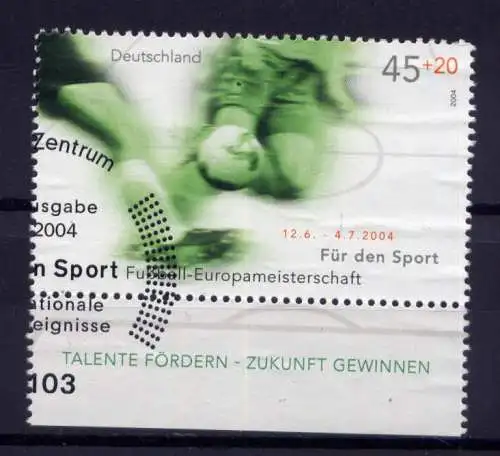 Deutschland
45+20
2004
Zentrum
usgabe
.2004
12.6. - 4.7.2004
Für den Sport
n Sport
Fußball-Europameisterschaft
ationale
eignisse
TALENTE FÖRDERN - ZUKUNFT GEWINNEN
103